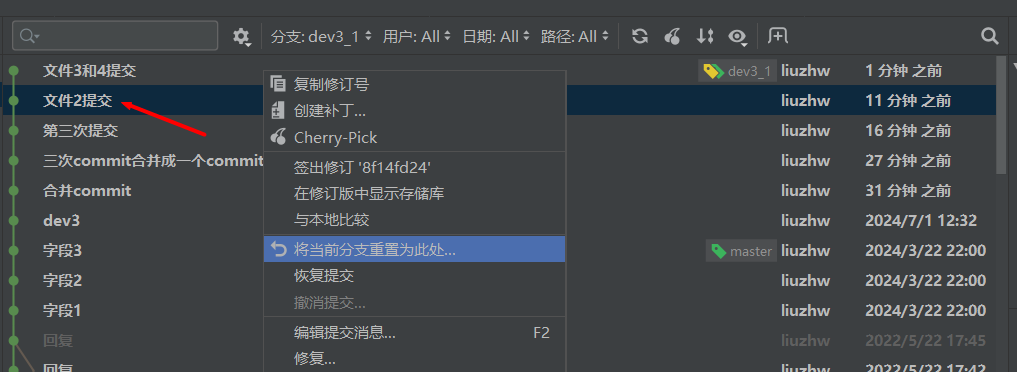 分支: dev3_1 用户: All 日期: All 路径: All
文件3和4提交 dev3_1 liuzhw 1 分钟 之前
文件2提交 liuzhw 11 分钟 之前
第三次提交 liuzhw 16 分钟 之前
三次commit合并成一个commit liuzhw 27 分钟 之前
合并commit liuzhw 31 分钟 之前
dev3 liuzhw 2024/7/1 12:32
字段3 master liuzhw 2024/3/22 22:00
字段2 liuzhw 2024/3/22 22:00
字段1 liuzhw 2024/3/22 22:00
回复 liuzhw 2022/5/22 17:45
回复 liuzhw 2022/5/22 17:42
复制修订号
创建补丁...
Cherry-Pick
签出修订 '8f14fd24'
在修订版中显示存储库
与本地比较
将当前分支重置为此处...
恢复提交
撤消提交...
编辑提交消息... F2
修复...